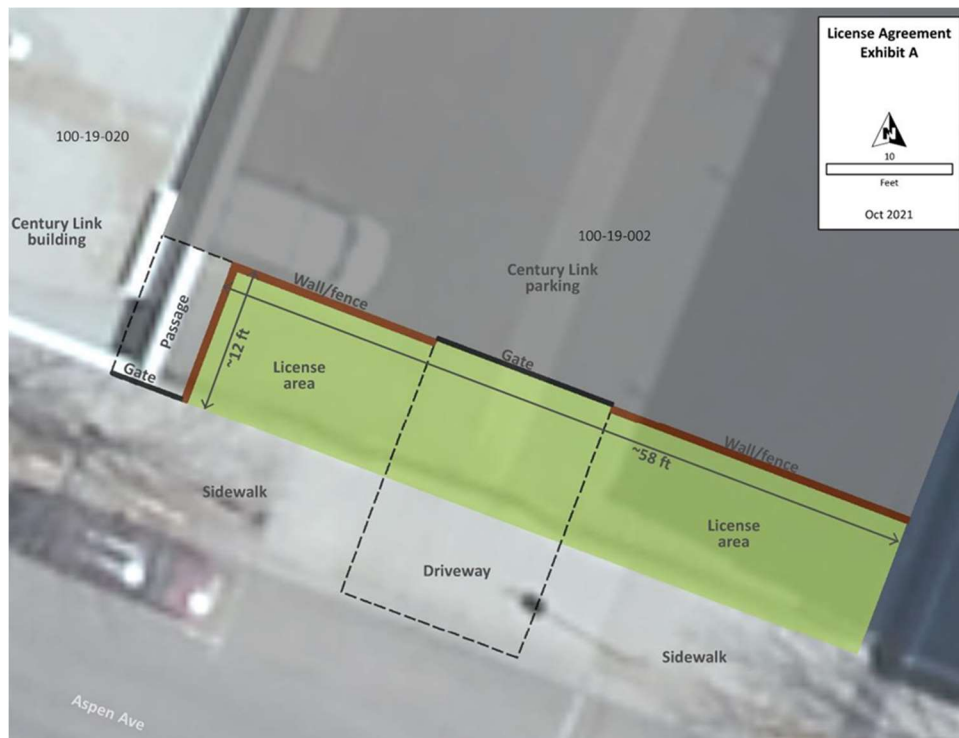 License Agreement
Exhibit A
N
10
Feet
Oct 2021
100-19-020
Century Link
building
100-19-002
Century Link
parking
Wall/fence
Passage
~12 ft
Gate
Gate
License
area
Wall/fence
~58 ft
Sidewalk
License
area
Driveway
Sidewalk
Aspen Ave